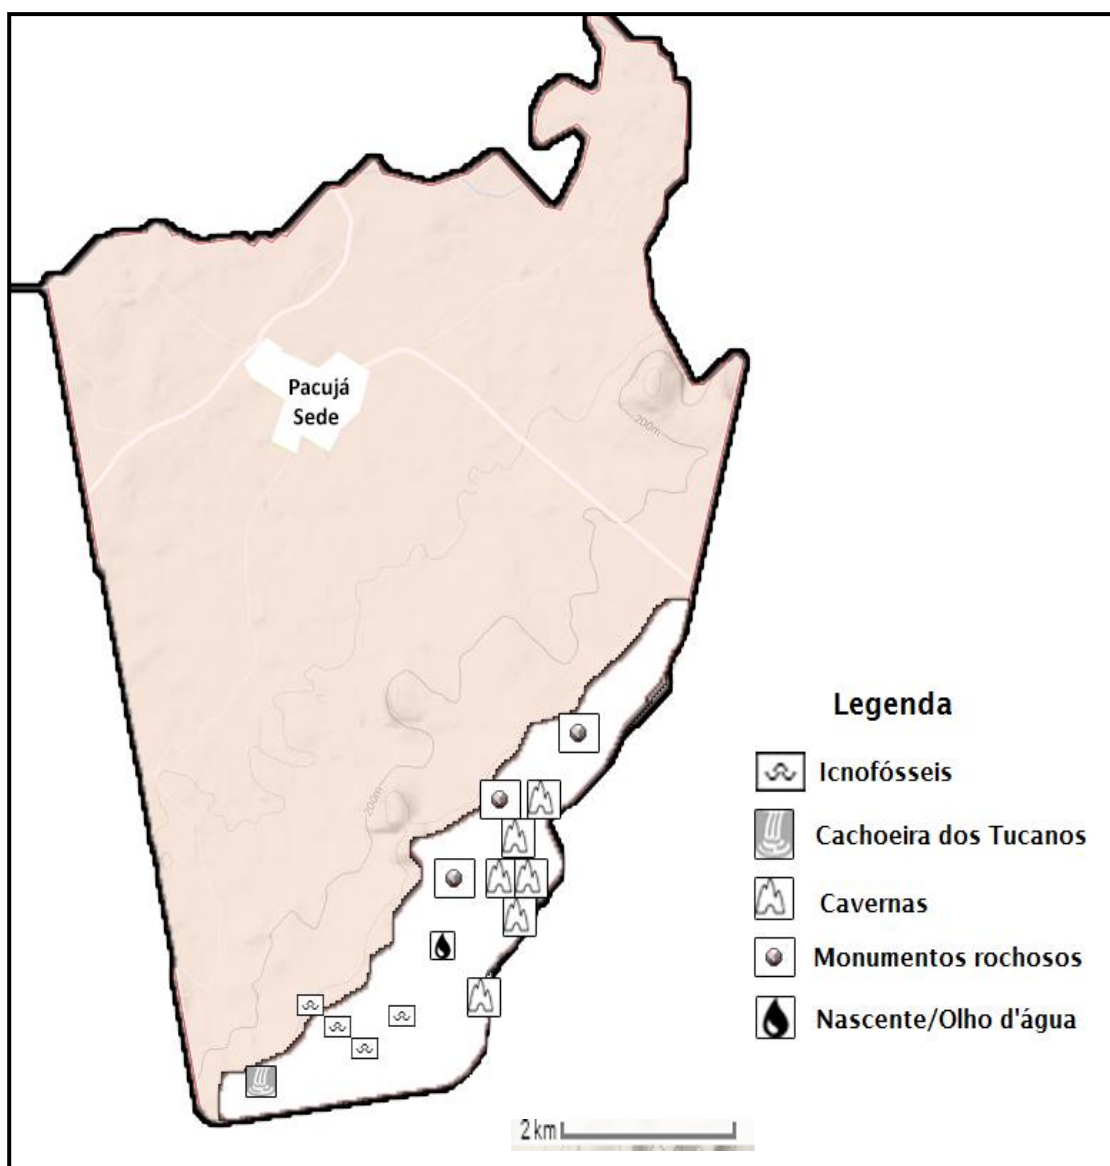 Pacujá
Sede
200m
200m
Legenda
Icnofósseis
Cachoeira dos Tucanos
Cavernas
Monumentos rochosos
Nascente/Olho d'água
2 km